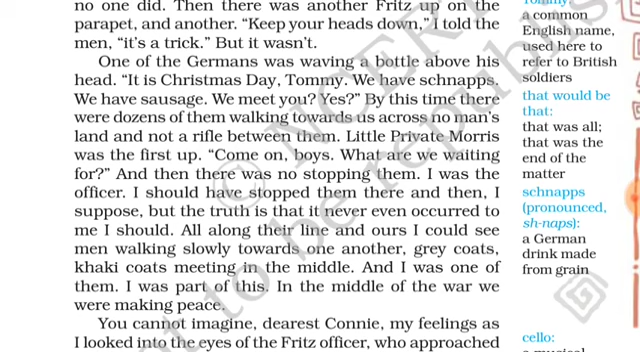 no one did. Then there was another Fritz up on the
parapet, and another. “Keep your heads down,” I told the
men, “it’s a trick.” But it wasn’t.
One of the Germans was waving a bottle above his
head. “It is Christmas Day, Tommy. We have schnapps.
We have sausage. We meet you? Yes?” By this time there
were dozens of them walking towards us across no man’s
land and not a rifle between them. Little Private Morris
was the first up. “Come on, boys. What are we waiting
for?” And then there was no stopping them. I was the
officer. I should have stopped them there and then, I
suppose, but the truth is that it never even occurred to
me I should. All along their line and ours I could see
men walking slowly towards one another, grey coats,
khaki coats meeting in the middle. And I was one of
them. I was part of this. In the middle of the war we
were making peace.
You cannot imagine, dearest Connie, my feelings as
I looked into the eyes of the Fritz officer, who approached
Tommy:
a common
English name,
used here to
refer to British
soldiers
that would be
that:
that was all;
that was the
end of the
matter
schnapps
(pronounced,
sh-naps):
a German
drink made
from grain
cello:
a musical
© NCERT
not to be republis